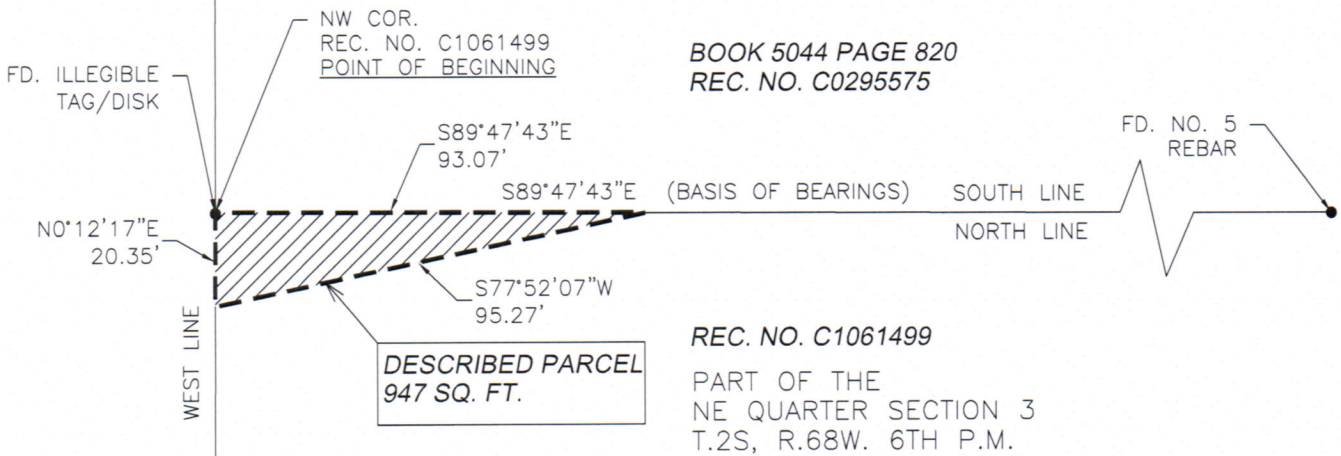 NW COR.
REC. NO. C1061499
POINT OF BEGINNING
BOOK 5044 PAGE 820
REC. NO. C0295575
FD. ILLEGIBLE
TAG/DISK
FD. NO. 5
REBAR
S89°47'43"E
93.07'
S89°47'43"E (BASIS OF BEARINGS) SOUTH LINE
NORTH LINE
N0°12'17"E
20.35'
S77°52'07"W
95.27'
WEST LINE
DESCRIBED PARCEL
947 SQ. FT.
REC. NO. C1061499
PART OF THE
NE QUARTER SECTION 3
T.2S, R.68W. 6TH P.M.